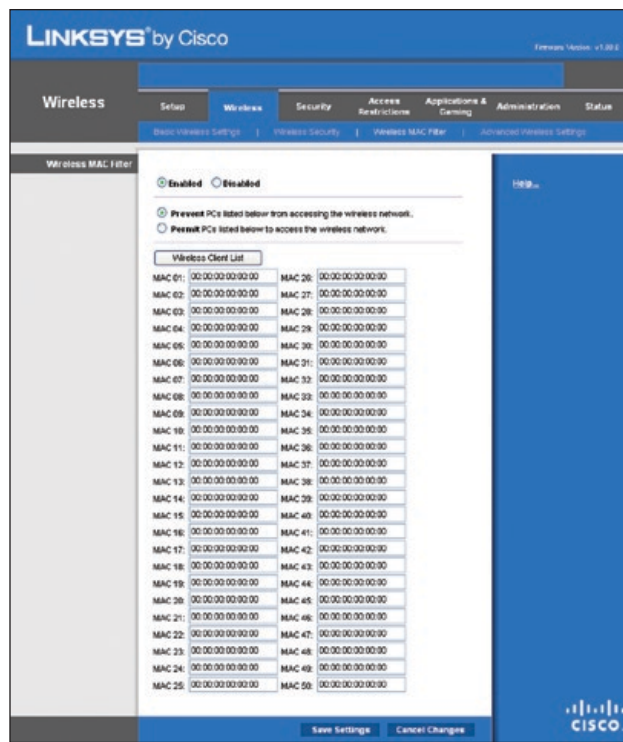 LINKSYS® by Cisco
Firmware Version: v1.00.0
Wireless
Setup
Wireless
Security
Access Restrictions
Applications & Gaming
Administration
Status
Basic Wireless Settings | Wireless Security | Wireless MAC Filter | Advanced Wireless Settings
Wireless MAC Filter
Enabled Disabled
Help...
Prevent PCs listed below from accessing the wireless network.
Permit PCs listed below to access the wireless network.
Wireless Client List
MAC 01: 00:00:00:00:00:00 MAC 26: 00:00:00:00:00:00
MAC 02: 00:00:00:00:00:00 MAC 27: 00:00:00:00:00:00
MAC 03: 00:00:00:00:00:00 MAC 28: 00:00:00:00:00:00
MAC 04: 00:00:00:00:00:00 MAC 29: 00:00:00:00:00:00
MAC 05: 00:00:00:00:00:00 MAC 30: 00:00:00:00:00:00
MAC 06: 00:00:00:00:00:00 MAC 31: 00:00:00:00:00:00
MAC 07: 00:00:00:00:00:00 MAC 32: 00:00:00:00:00:00
MAC 08: 00:00:00:00:00:00 MAC 33: 00:00:00:00:00:00
MAC 09: 00:00:00:00:00:00 MAC 34: 00:00:00:00:00:00
MAC 10: 00:00:00:00:00:00 MAC 35: 00:00:00:00:00:00
MAC 11: 00:00:00:00:00:00 MAC 36: 00:00:00:00:00:00
MAC 12: 00:00:00:00:00:00 MAC 37: 00:00:00:00:00:00
MAC 13: 00:00:00:00:00:00 MAC 38: 00:00:00:00:00:00
MAC 14: 00:00:00:00:00:00 MAC 39: 00:00:00:00:00:00
MAC 15: 00:00:00:00:00:00 MAC 40: 00:00:00:00:00:00
MAC 16: 00:00:00:00:00:00 MAC 41: 00:00:00:00:00:00
MAC 17: 00:00:00:00:00:00 MAC 42: 00:00:00:00:00:00
MAC 18: 00:00:00:00:00:00 MAC 43: 00:00:00:00:00:00
MAC 19: 00:00:00:00:00:00 MAC 44: 00:00:00:00:00:00
MAC 20: 00:00:00:00:00:00 MAC 45: 00:00:00:00:00:00
MAC 21: 00:00:00:00:00:00 MAC 46: 00:00:00:00:00:00
MAC 22: 00:00:00:00:00:00 MAC 47: 00:00:00:00:00:00
MAC 23: 00:00:00:00:00:00 MAC 48: 00:00:00:00:00:00
MAC 24: 00:00:00:00:00:00 MAC 49: 00:00:00:00:00:00
MAC 25: 00:00:00:00:00:00 MAC 50: 00:00:00:00:00:00
Save Settings Cancel Changes
CISCO